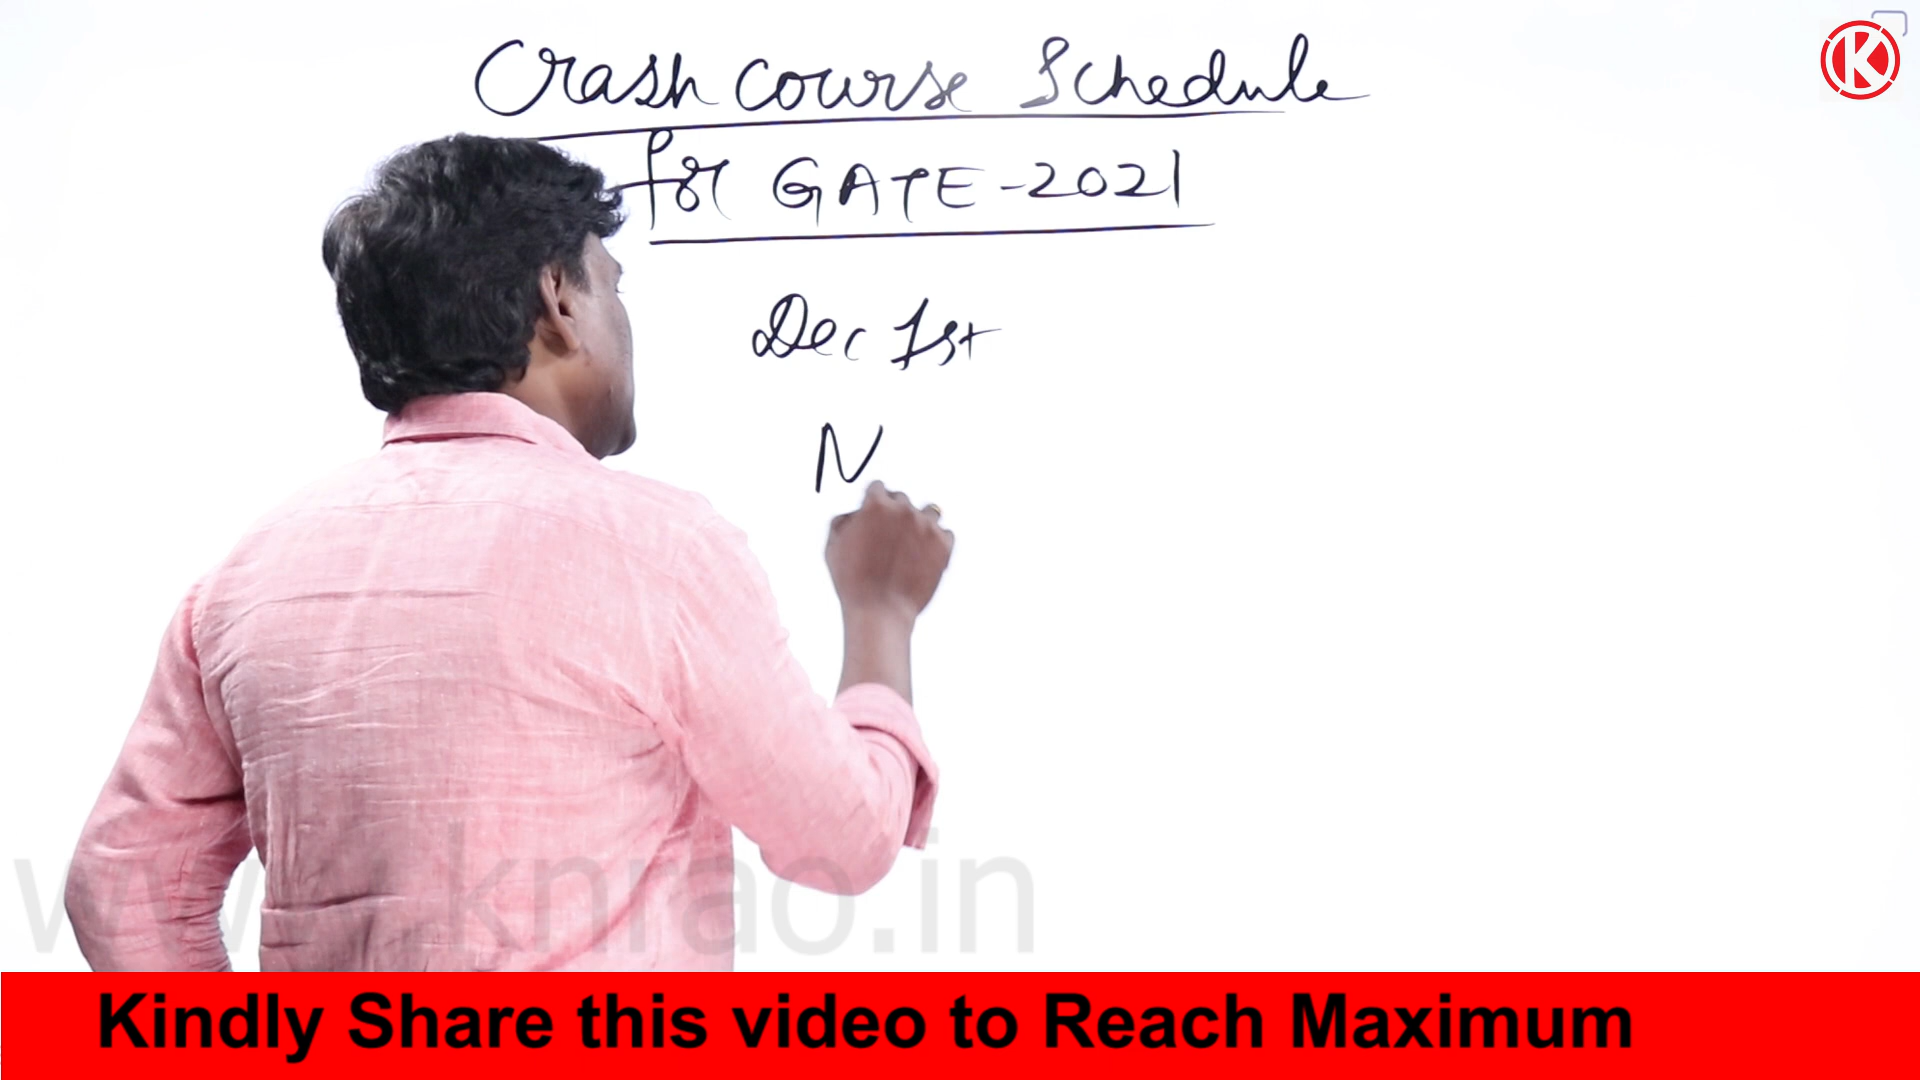 Crash course Schedule
for GATE-2021
Dec 1st
N
www.knrao.in
Kindly Share this video to Reach Maximum